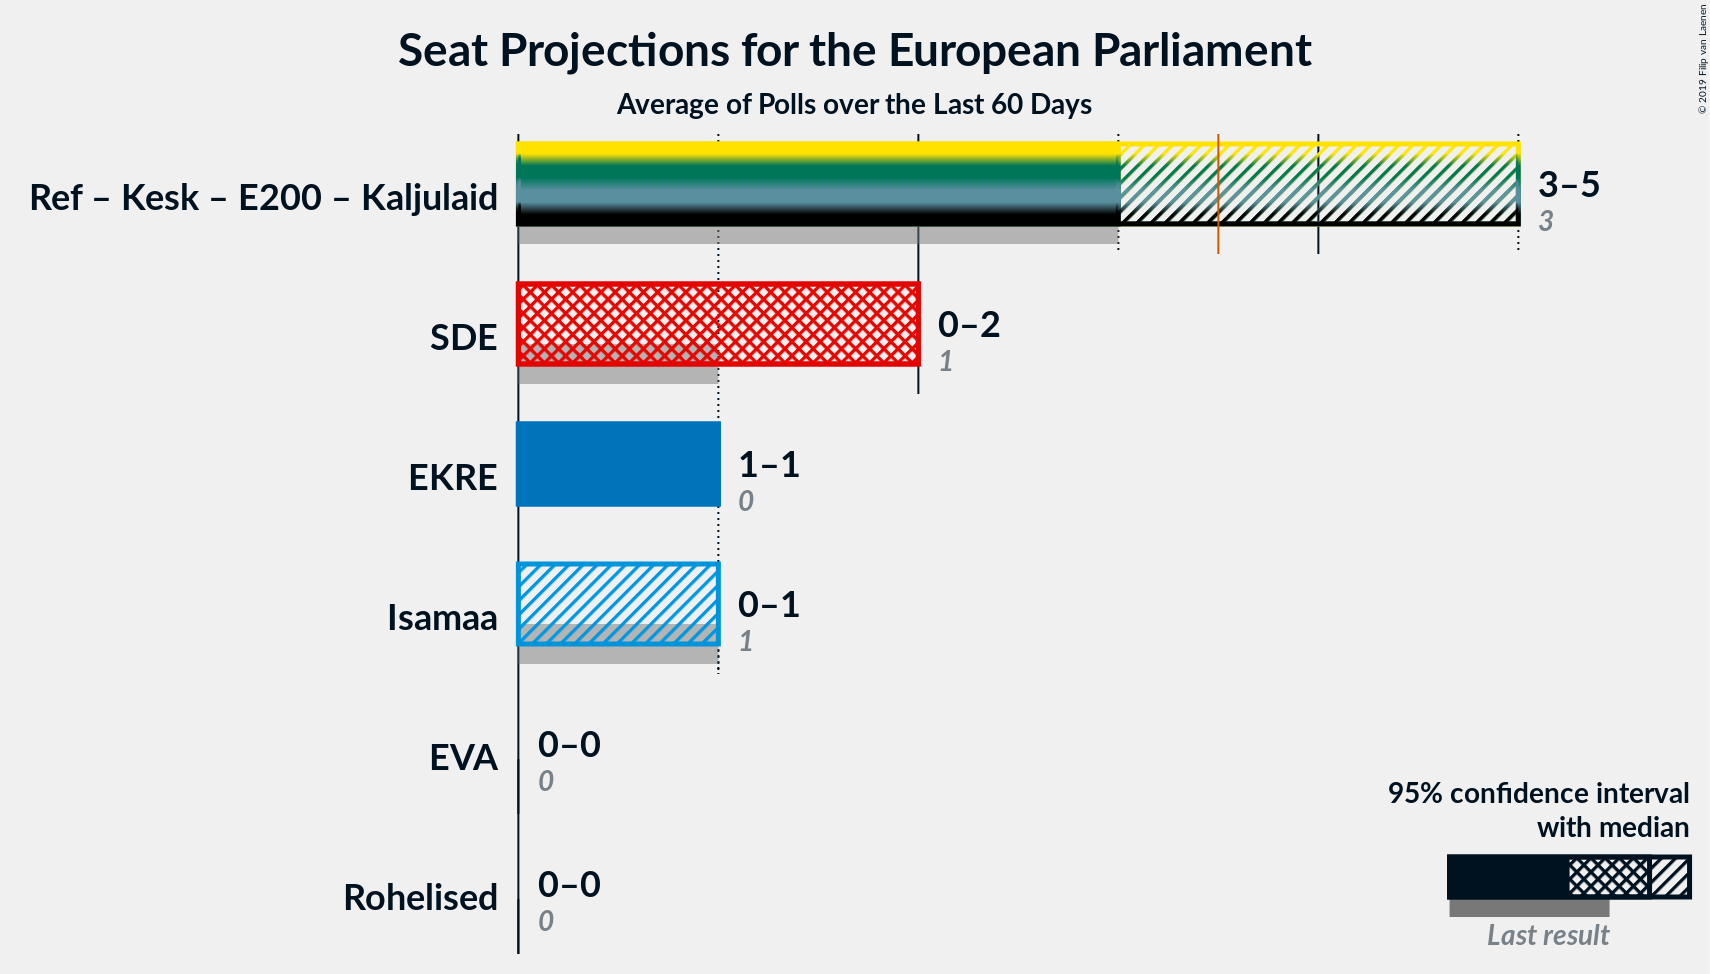 Seat Projections for the European Parliament
Average of Polls over the Last 60 Days
© 2019 Filip van Laenen
Ref – Kesk – E200 – Kaljulaid
3–5
3
SDE
0–2
1
EKRE
1–1
0
Isamaa
0–1
1
EVA
0–0
0
Rohelised
0–0
0
95% confidence interval
with median
Last result